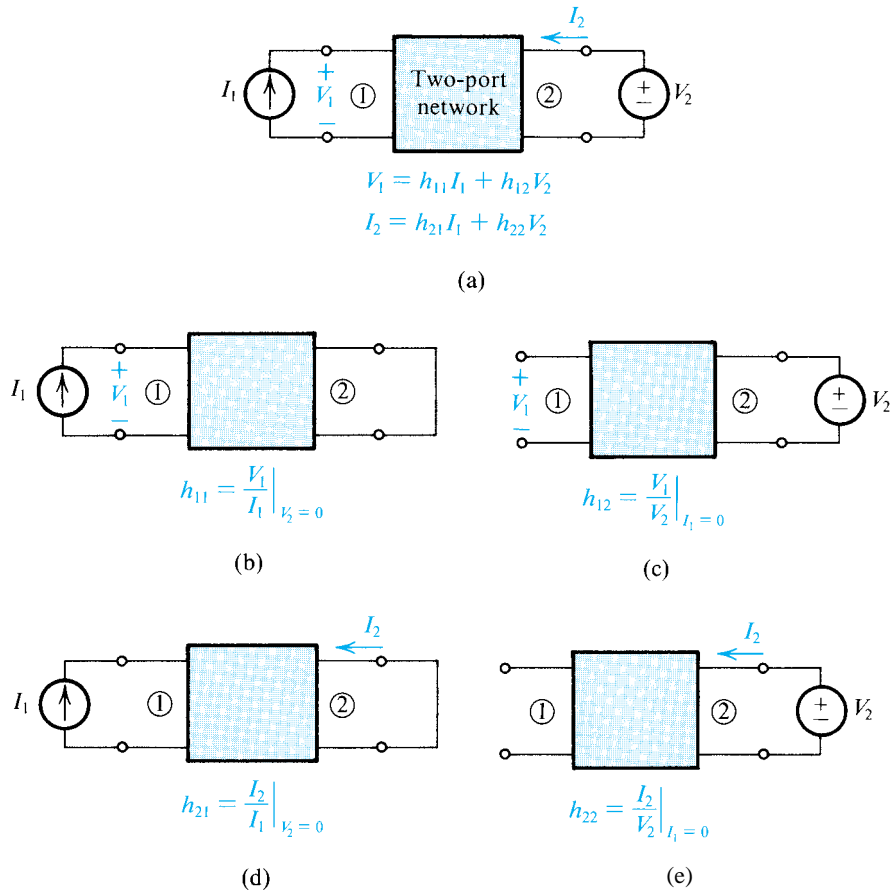 I₂
I₁ + V₁ − ① Two-port network ② + − V₂
V₁ = h₁₁I₁ + h₁₂V₂
I₂ = h₂₁I₁ + h₂₂V₂
(a)
I₁ + V₁ − ① ②
h₁₁ = V₁/I₁ |V₂ = 0
(b)
+ V₁ − ① ② + − V₂
h₁₂ = V₁/V₂ |I₁ = 0
(c)
I₂
I₁ ① ②
h₂₁ = I₂/I₁ |V₂ = 0
(d)
I₂
① ② + − V₂
h₂₂ = I₂/V₂ |I₁ = 0
(e)